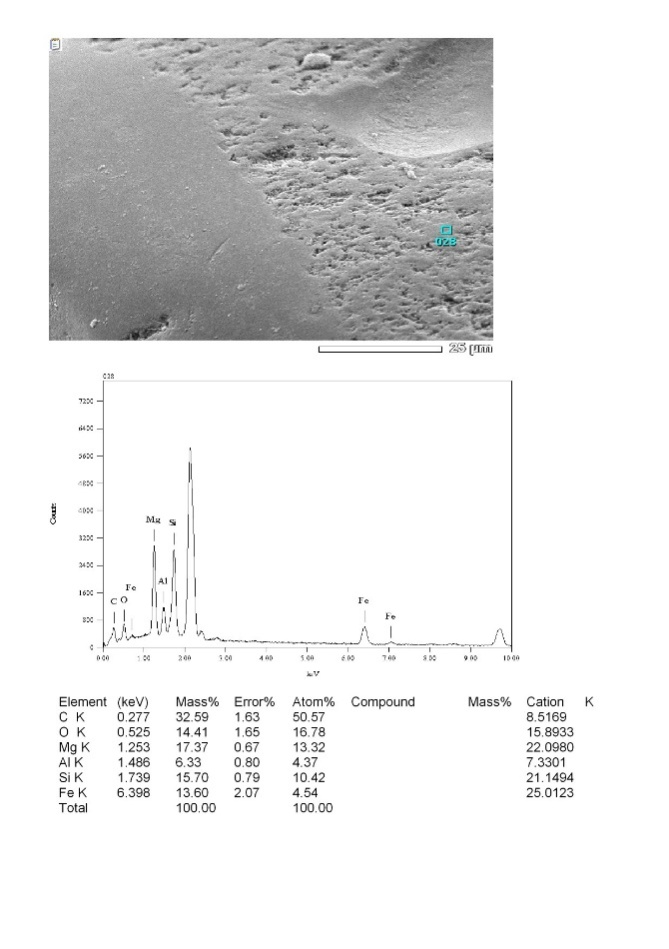 028
25 µm
028
7200
6400
5600
4800
4000
3200
2400
1600
800
0
Counts
C O Fe Mg Al Si Fe Fe
0.00 1.00 2.00 3.00 4.00 5.00 6.00 7.00 8.00 9.00 10.00
keV
Element (keV) Mass% Error% Atom% Compound Mass% Cation K
C K 0.277 32.59 1.63 50.57 8.5169
O K 0.525 14.41 1.65 16.78 15.8933
Mg K 1.253 17.37 0.67 13.32 22.0980
Al K 1.486 6.33 0.80 4.37 7.3301
Si K 1.739 15.70 0.79 10.42 21.1494
Fe K 6.398 13.60 2.07 4.54 25.0123
Total 100.00 100.00